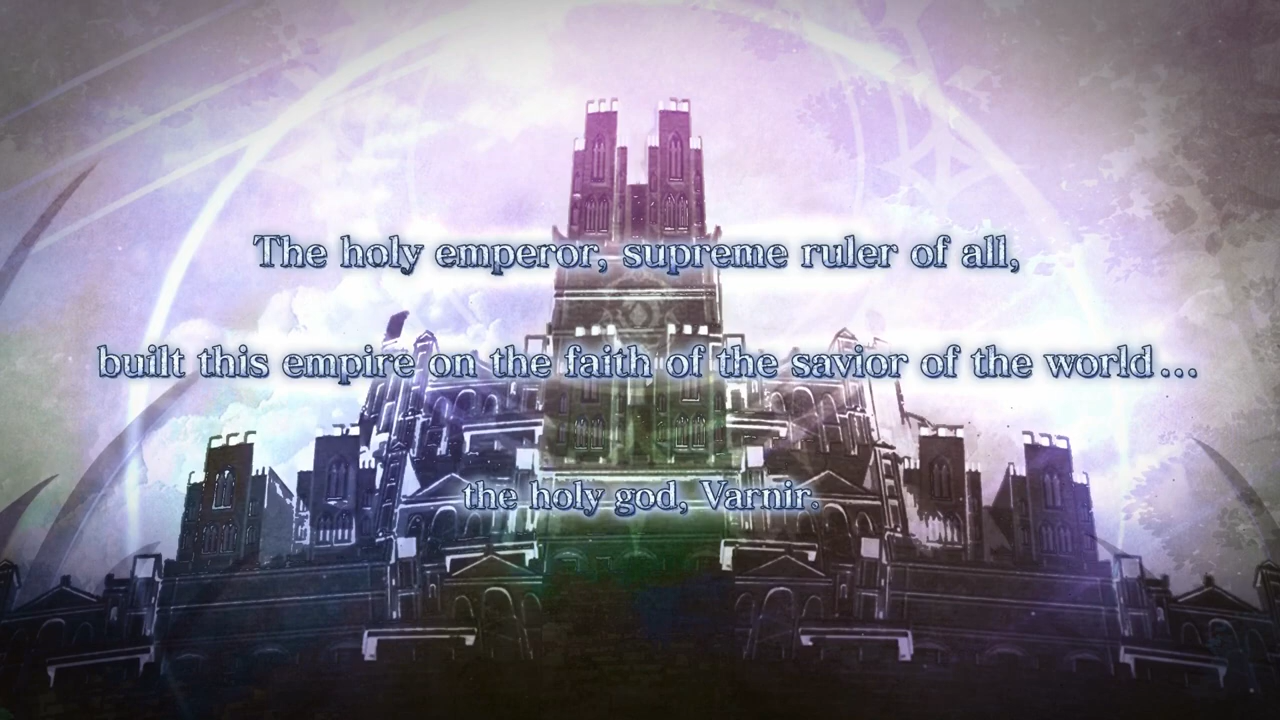 The holy emperor, supreme ruler of all,
built this empire on the faith of the savior of the world...
the holy god, Varnir.